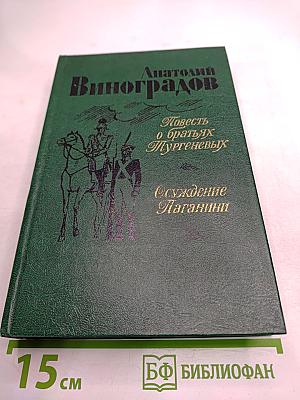 Анатолий
Виноградов
Повесть
о братьях
Тургеневых
Осуждение
Паганини
15 см
БФ БИБЛИОФАН